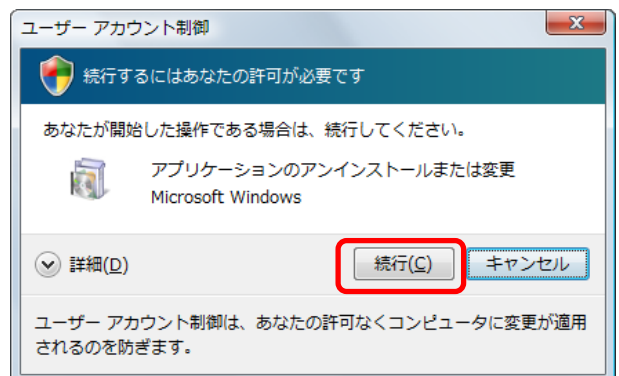 ユーザー アカウント制御
続行するにはあなたの許可が必要です
あなたが開始した操作である場合は、続行してください。
アプリケーションのアンインストールまたは変更
Microsoft Windows
詳細(D) 続行(C) キャンセル
ユーザー アカウント制御は、あなたの許可なくコンピュータに変更が適用
されるのを防ぎます。